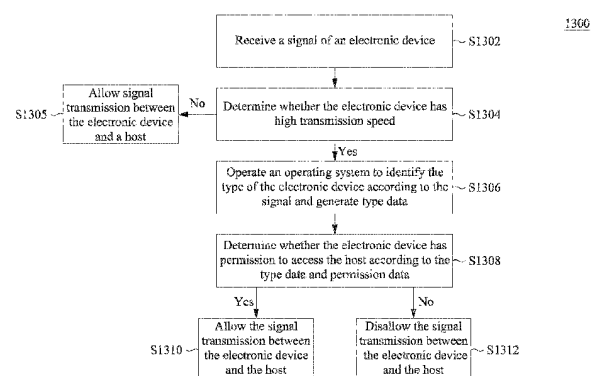 1300
Receive a signal of an electronic device
S1302
Allow signal
transmission between
the electronic device
and a host
S1305
No
Determine whether the electronic device has
high transmission speed
S1304
Yes
Operate an operating system to identify the
type of the electronic device according to the
signal and generate type data
S1306
Determine whether the electronic device has
permission to access the host according to the
type data and permission data
S1308
Yes
No
Allow the signal
transmission between
the electronic device
and the host
S1310
Disallow the signal
transmission between
the electronic device
and the host
S1312